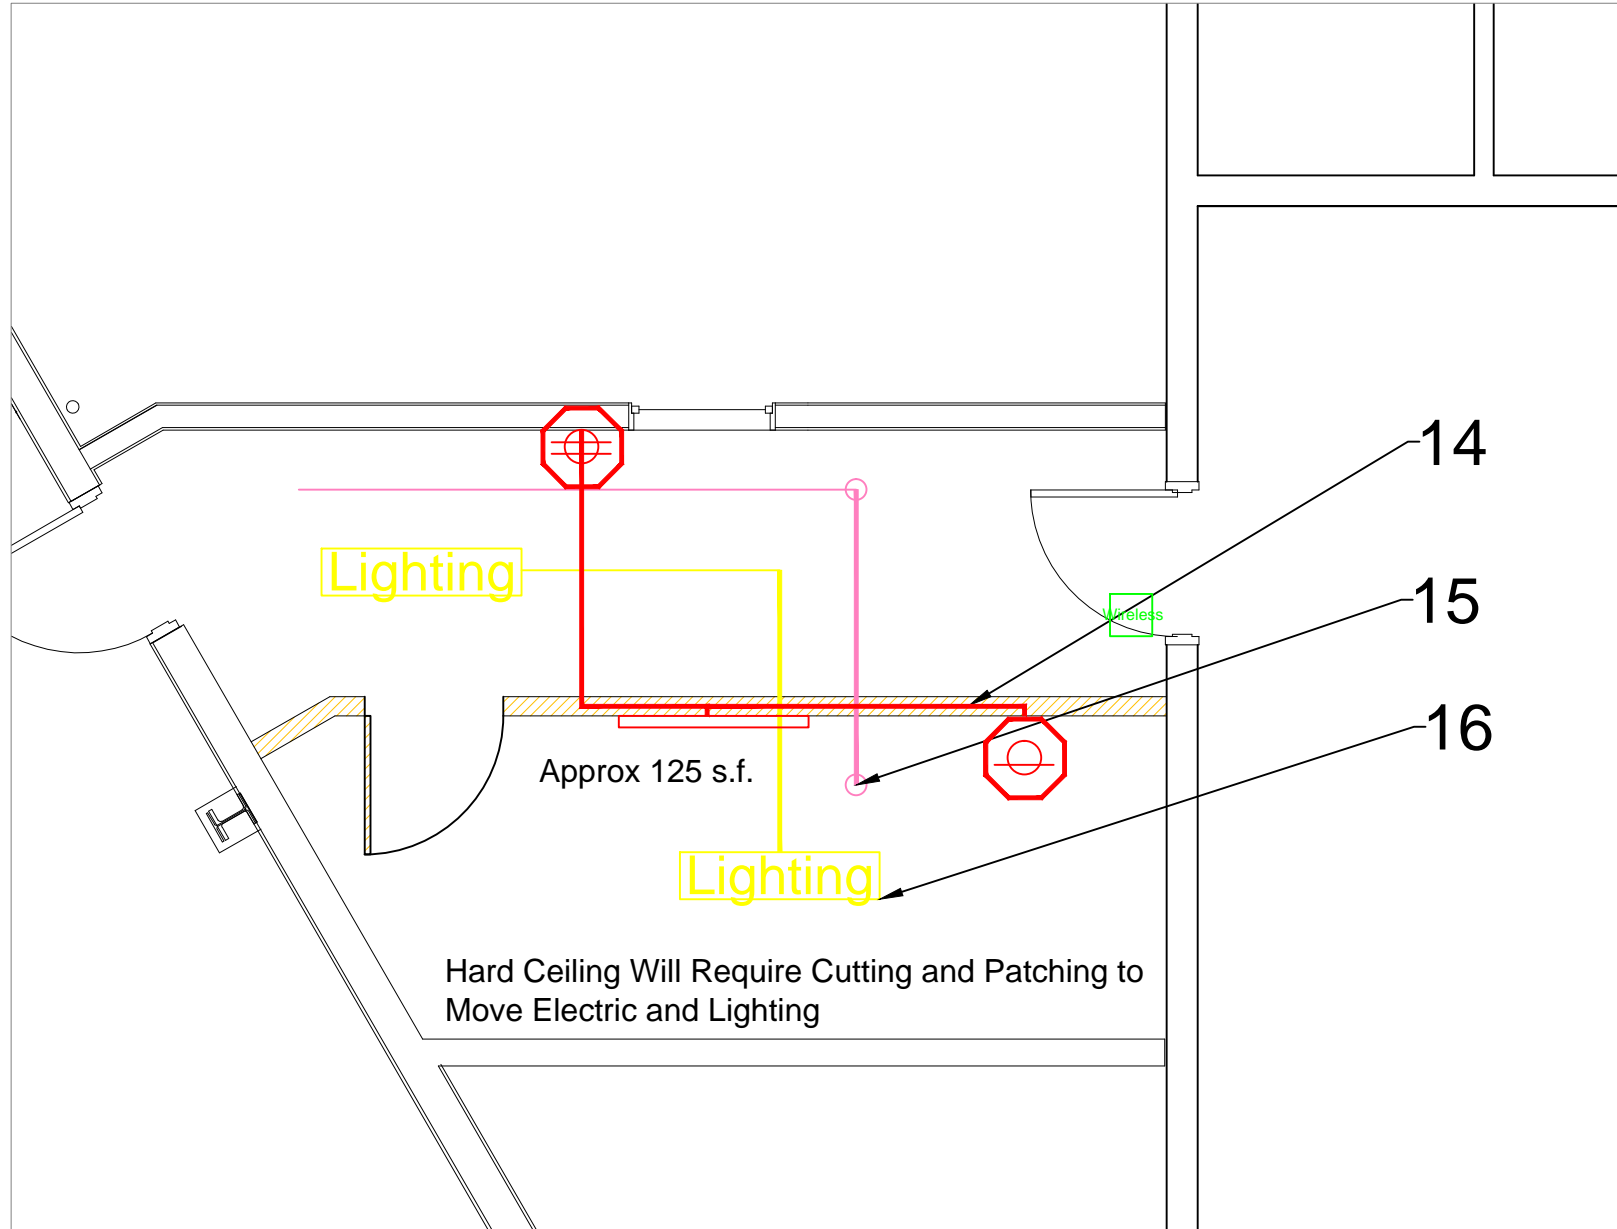 14
Lighting
15
Wireless
16
Approx 125 s.f.
Lighting
Hard Ceiling Will Require Cutting and Patching to
Move Electric and Lighting